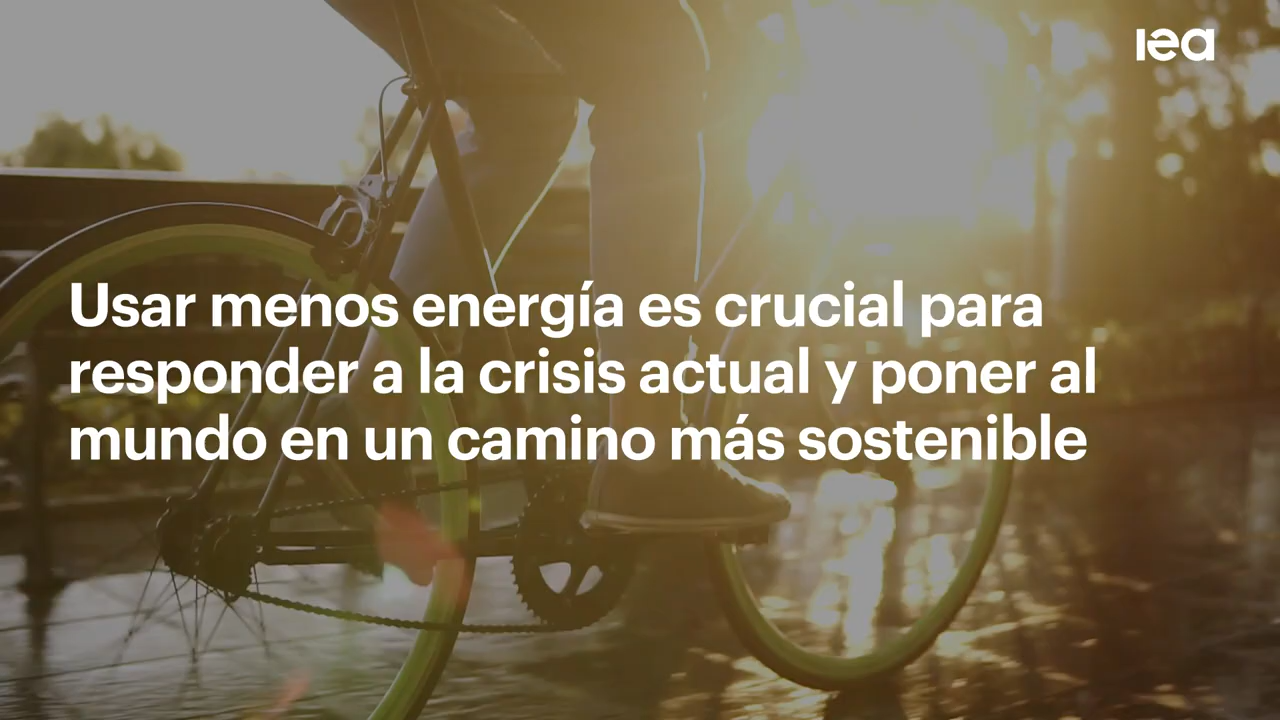 iea
Usar menos energía es crucial para
responder a la crisis actual y poner al
mundo en un camino más sostenible